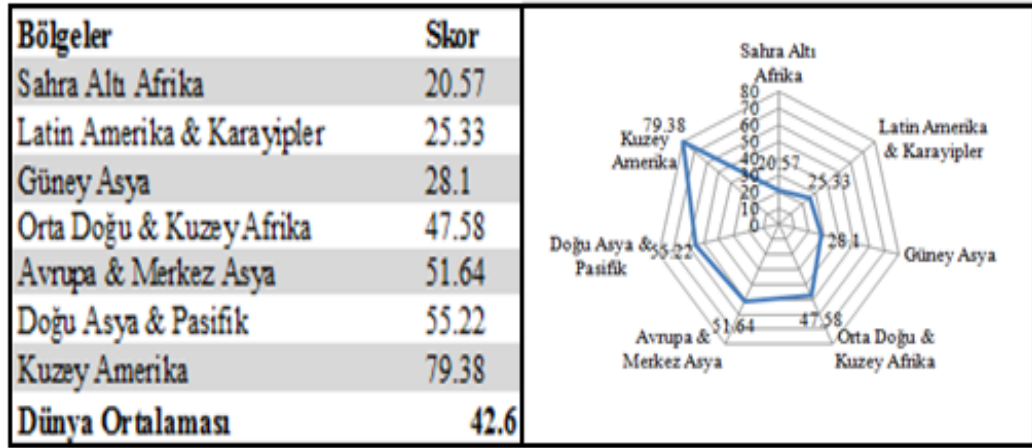 Bölgeler Skor
Sahra Altı Afrika 20.57
Latin Amerika & Karayipler 25.33
Güney Asya 28.1
Orta Doğu & Kuzey Afrika 47.58
Avrupa & Merkez Asya 51.64
Doğu Asya & Pasifik 55.22
Kuzey Amerika 79.38
Dünya Ortalaması 42.6
Sahra Altı
Afrika
80
70
60
50
40
30
20
10
0
20.57
Latin Amerika
& Karayipler
25.33
Güney Asya
28.1
Orta Doğu &
Kuzey Afrika
47.58
Avrupa &
Merkez Asya
51.64
Doğu Asya &
Pasifik
55.22
Kuzey
Amerika
79.38